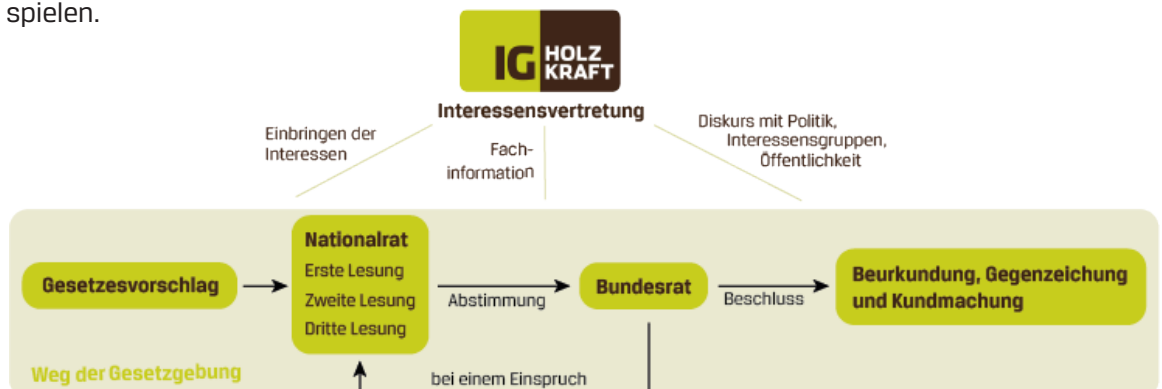 spielen.
IG HOLZ
KRAFT
Interessensvertretung
Einbringen der
Interessen
Fach-
information
Diskurs mit Politik,
Interessensgruppen,
Öffentlichkeit
Gesetzesvorschlag
Nationalrat
Erste Lesung
Zweite Lesung
Dritte Lesung
Abstimmung
Bundesrat
Beschluss
Beurkundung, Gegenzeichung
und Kundmachung
Weg der Gesetzgebung
bei einem Einspruch